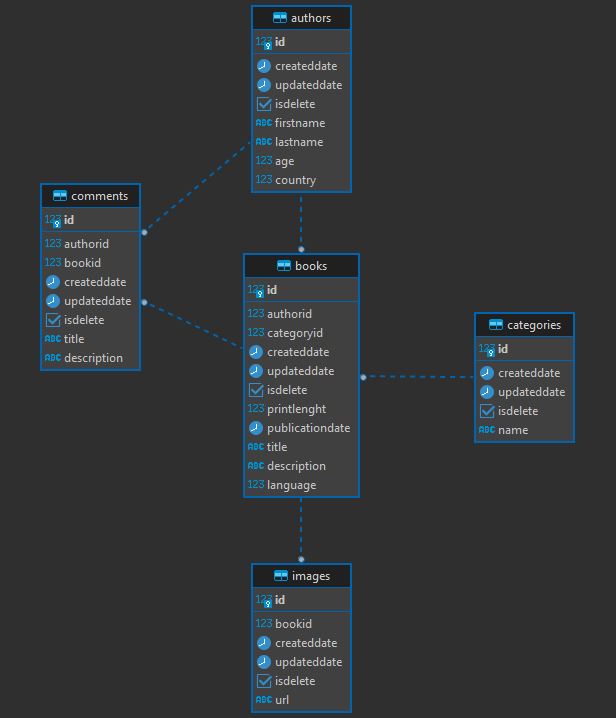 authors
123 id
createddate
updateddate
isdelete
ABC firstname
ABC lastname
123 age
123 country
comments
123 id
123 authorid
123 bookid
createddate
updateddate
isdelete
ABC title
ABC description
books
123 id
123 authorid
123 categoryid
createddate
updateddate
isdelete
123 printlenght
publicationdate
ABC title
ABC description
123 language
categories
123 id
createddate
updateddate
isdelete
ABC name
images
123 id
123 bookid
createddate
updateddate
isdelete
ABC url